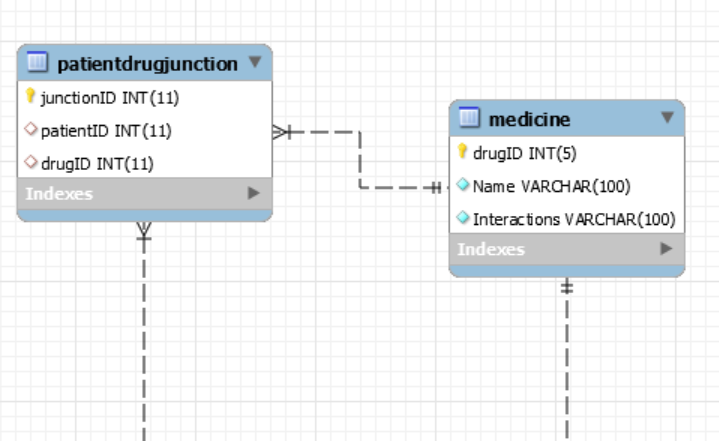 patientdrugjunction
junctionID INT(11)
patientID INT(11)
drugID INT(11)
Indexes
medicine
drugID INT(5)
Name VARCHAR(100)
Interactions VARCHAR(100)
Indexes